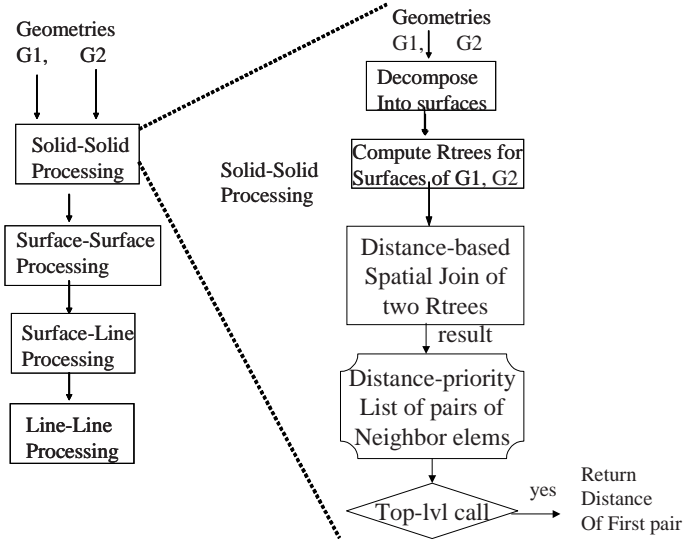 Geometries
G1, G2
Solid-Solid
Processing
Surface-Surface
Processing
Surface-Line
Processing
Line-Line
Processing
Solid-Solid
Processing
Geometries
G1, G2
Decompose
Into surfaces
Compute Rtrees for
Surfaces of G1, G2
Distance-based
Spatial Join of
two Rtrees
result
Distance-priority
List of pairs of
Neighbor elems
Top-lvl call
yes
Return
Distance
Of First pair